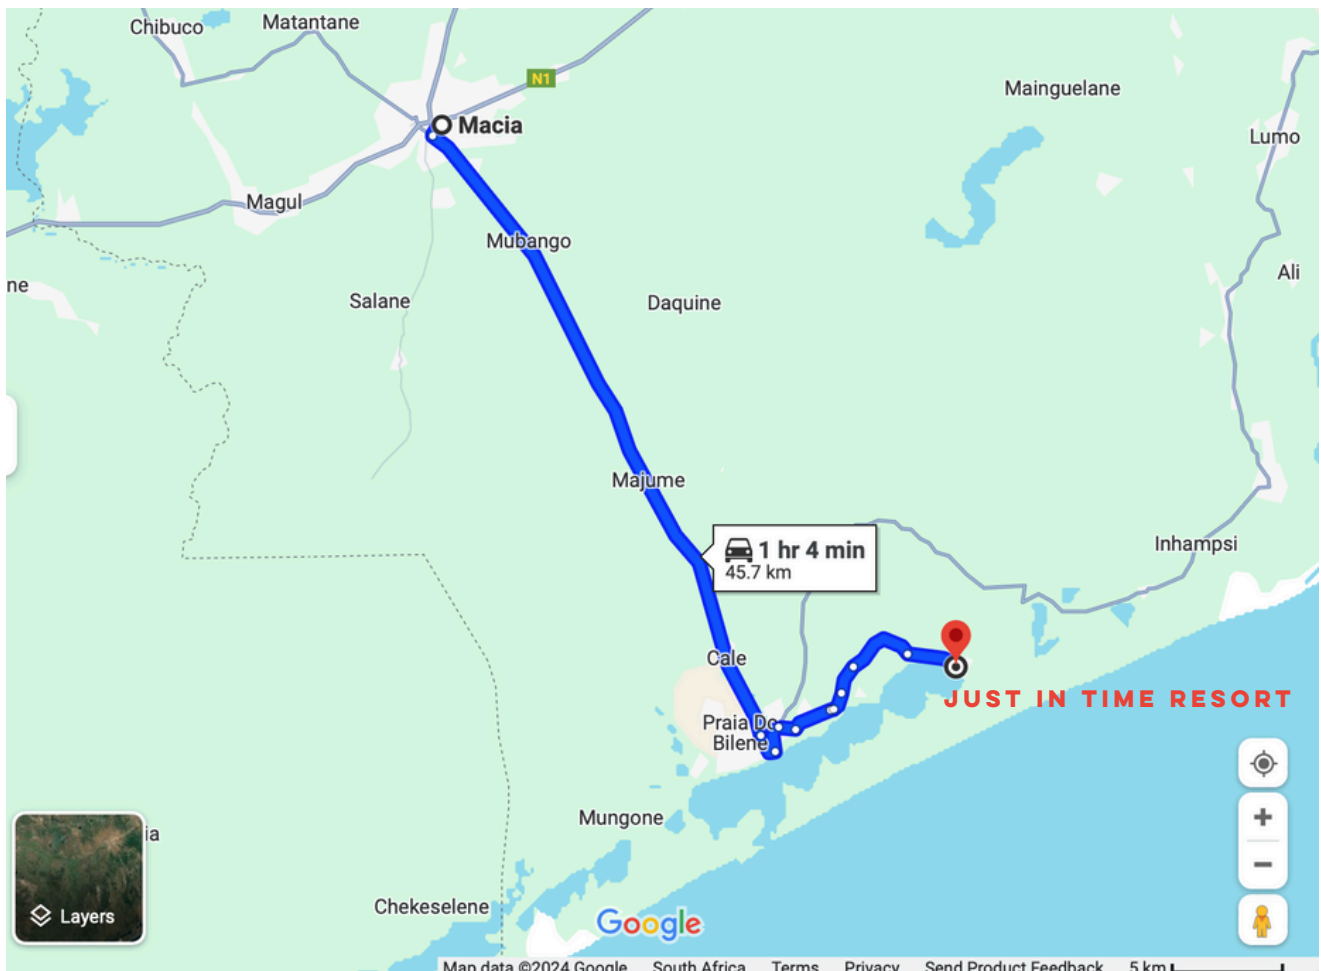 Chibuco
Matantane
N1
Mainguelane
Macia
Lumo
Magul
Mubango
Ali
ne
Salane
Daquine
Majume
1 hr 4 min
45.7 km
Inhampsi
Cale
JUST IN TIME RESORT
Praia Do
Bilene
Mungone
ia
Layers
Chekeselene
Google
Map data ©2024 Google South Africa Terms Privacy Send Product Feedback 5 km